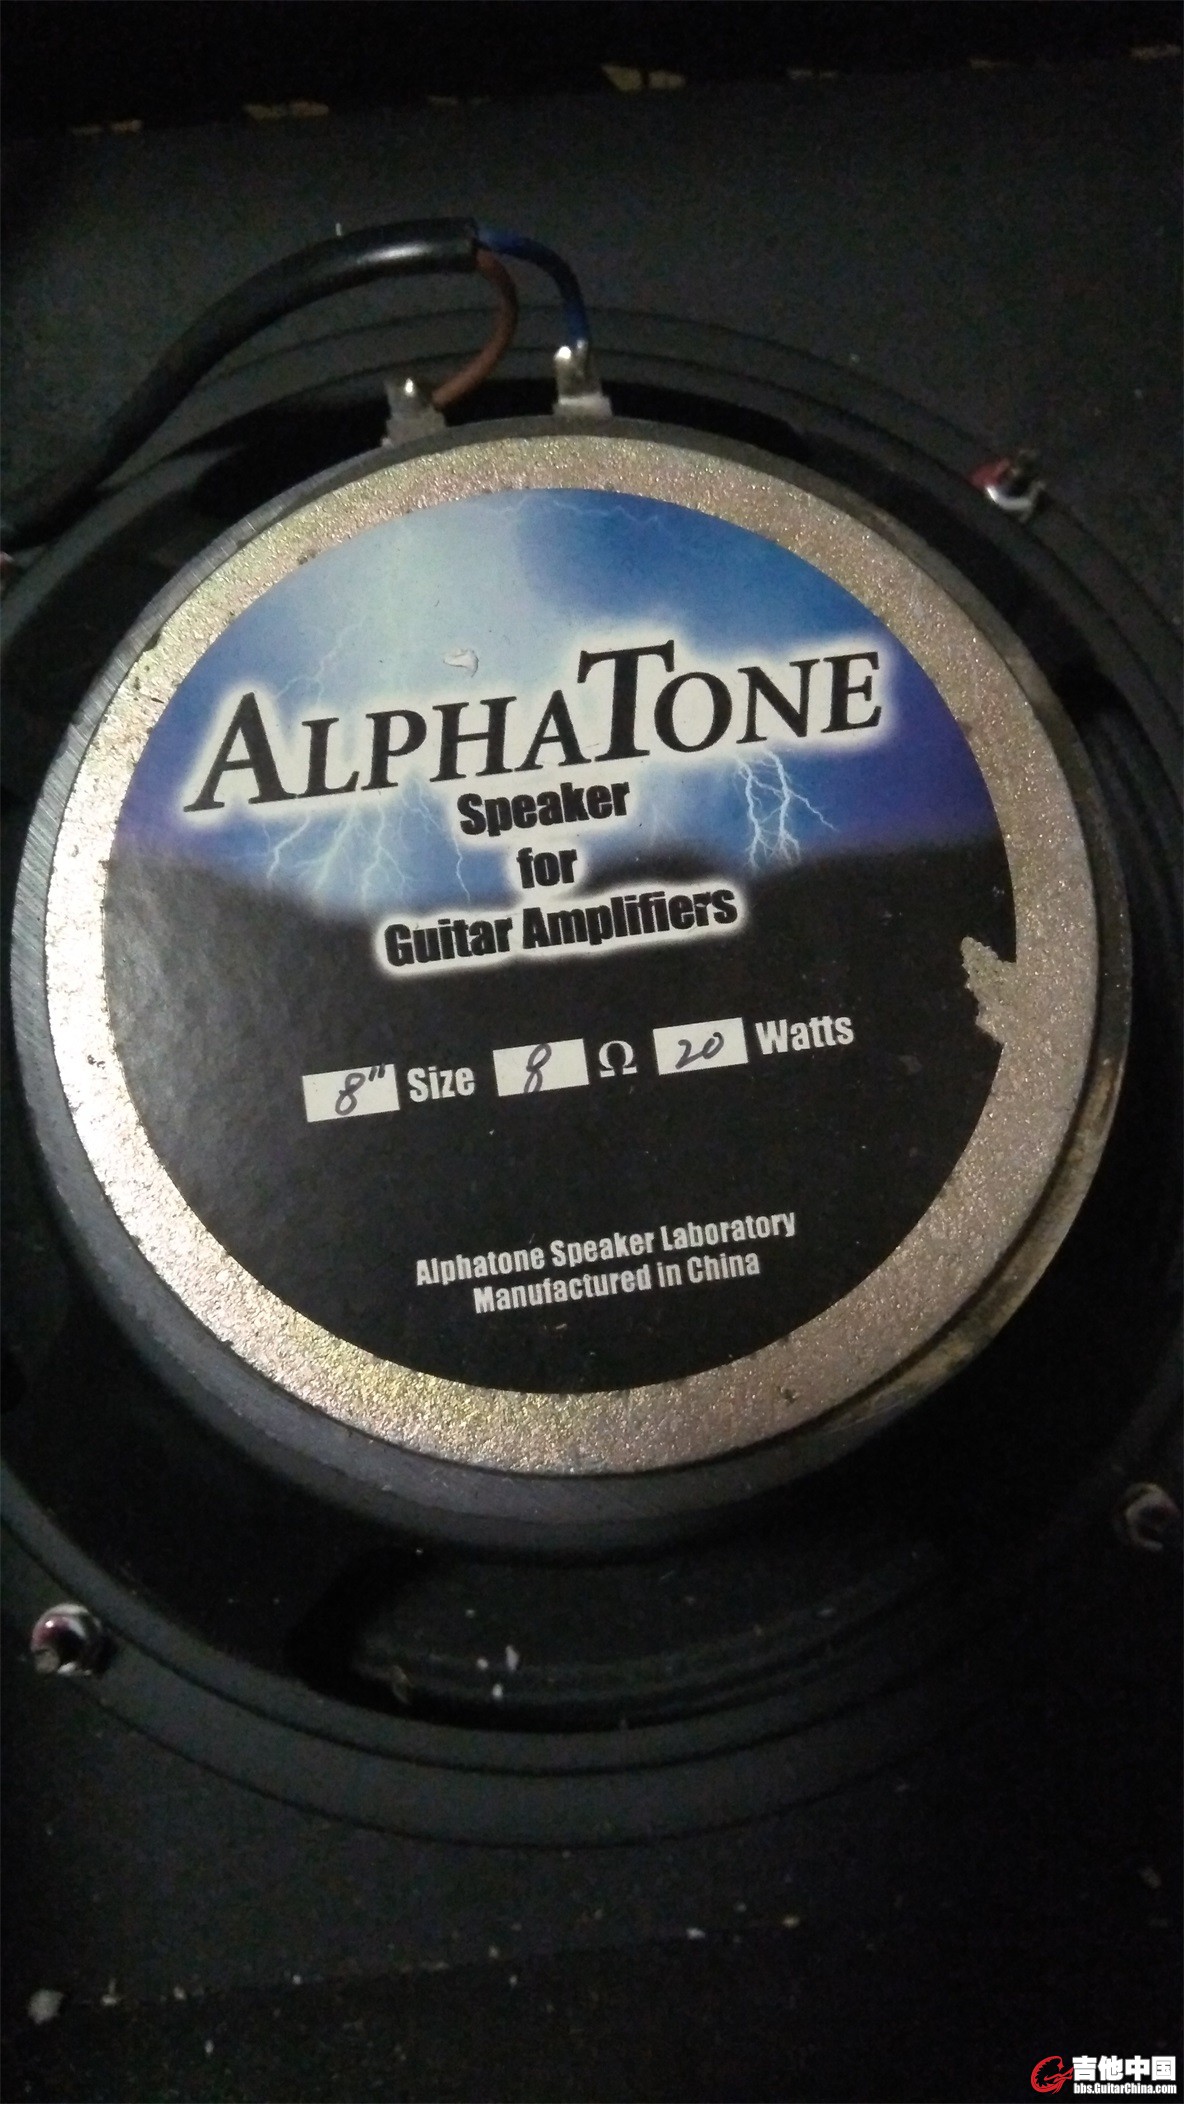 ALPHATONE
Speaker
for
Guitar Amplifiers
8" Size 8 Ω 20 Watts
Alphatone Speaker Laboratory
Manufactured in China
吉他中国
bbs.GuitarChina.com